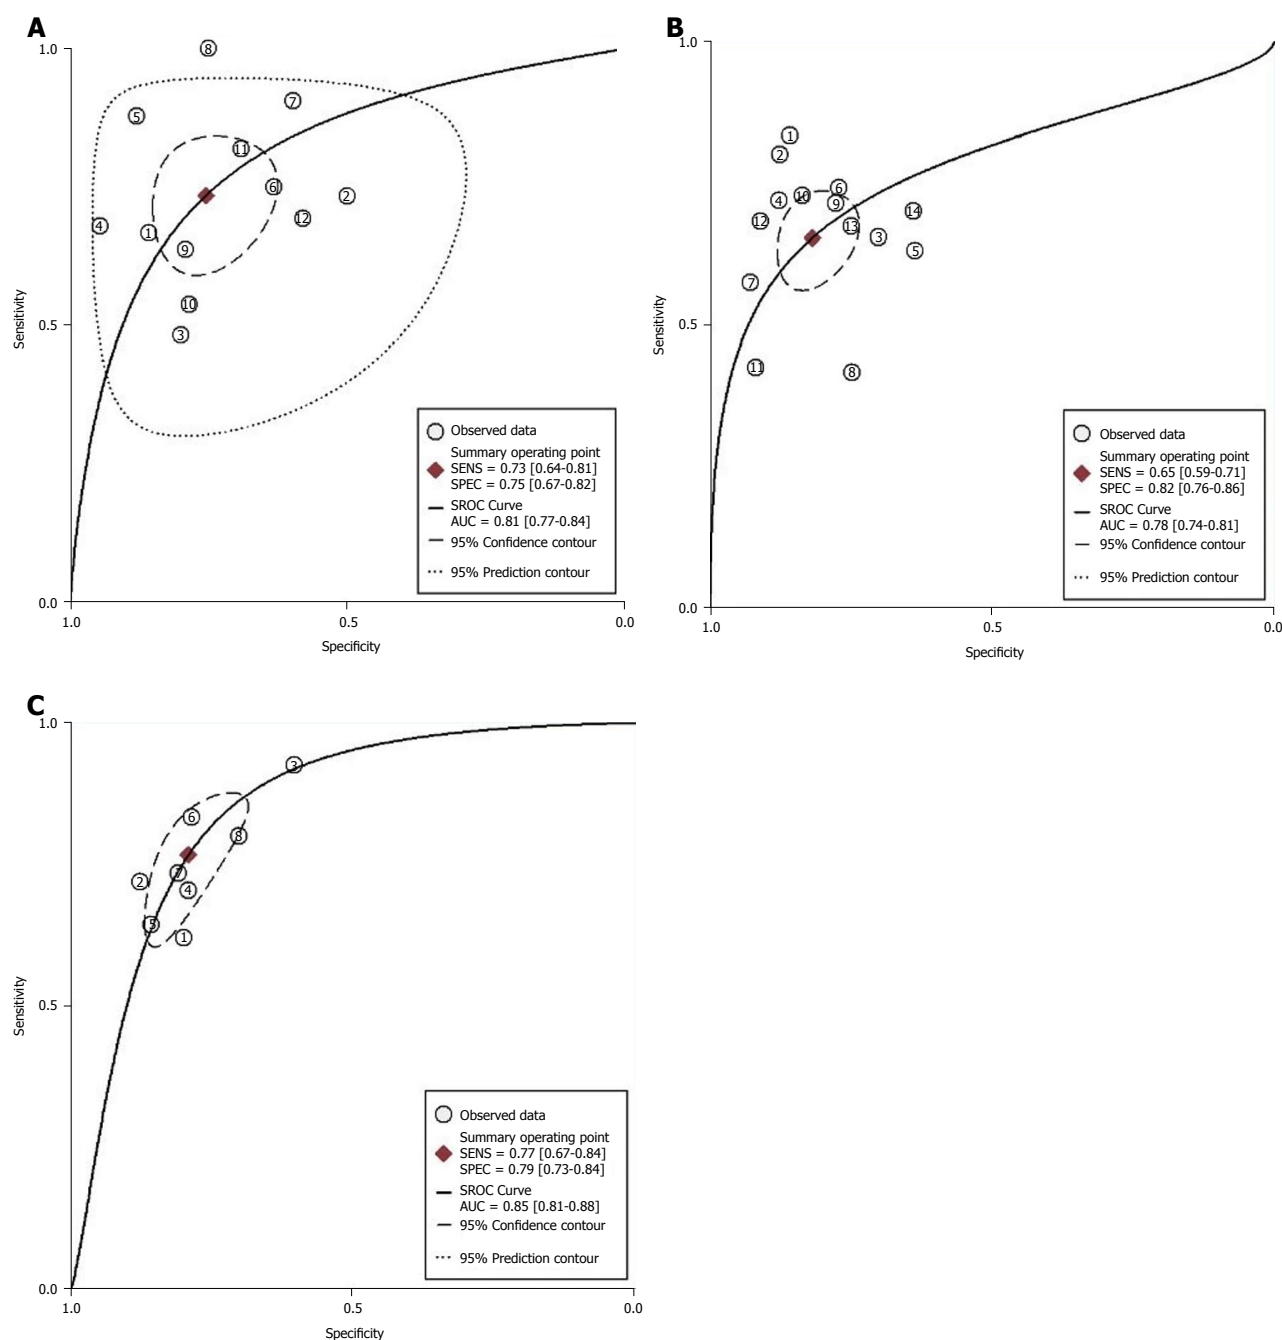 A
1.0
8
7
5
11
6
2
12
4
1
9
10
3
Sensitivity
0.5
Observed data
Summary operating point
SENS = 0.73 [0.64-0.81]
SPEC = 0.75 [0.67-0.82]
SROC Curve
AUC = 0.81 [0.77-0.84]
95% Confidence contour
95% Prediction contour
0.0
1.0
0.5
0.0
Specificity
B
1.0
1
2
6
4
10
9
14
12
13
3
5
7
11
8
Sensitivity
0.5
Observed data
Summary operating point
SENS = 0.65 [0.59-0.71]
SPEC = 0.82 [0.76-0.86]
SROC Curve
AUC = 0.78 [0.74-0.81]
95% Confidence contour
95% Prediction contour
0.0
1.0
0.5
0.0
Specificity
C
1.0
3
6
8
7
2
4
5
1
Sensitivity
0.5
Observed data
Summary operating point
SENS = 0.77 [0.67-0.84]
SPEC = 0.79 [0.73-0.84]
SROC Curve
AUC = 0.85 [0.81-0.88]
95% Confidence contour
95% Prediction contour
0.0
1.0
0.5
0.0
Specificity